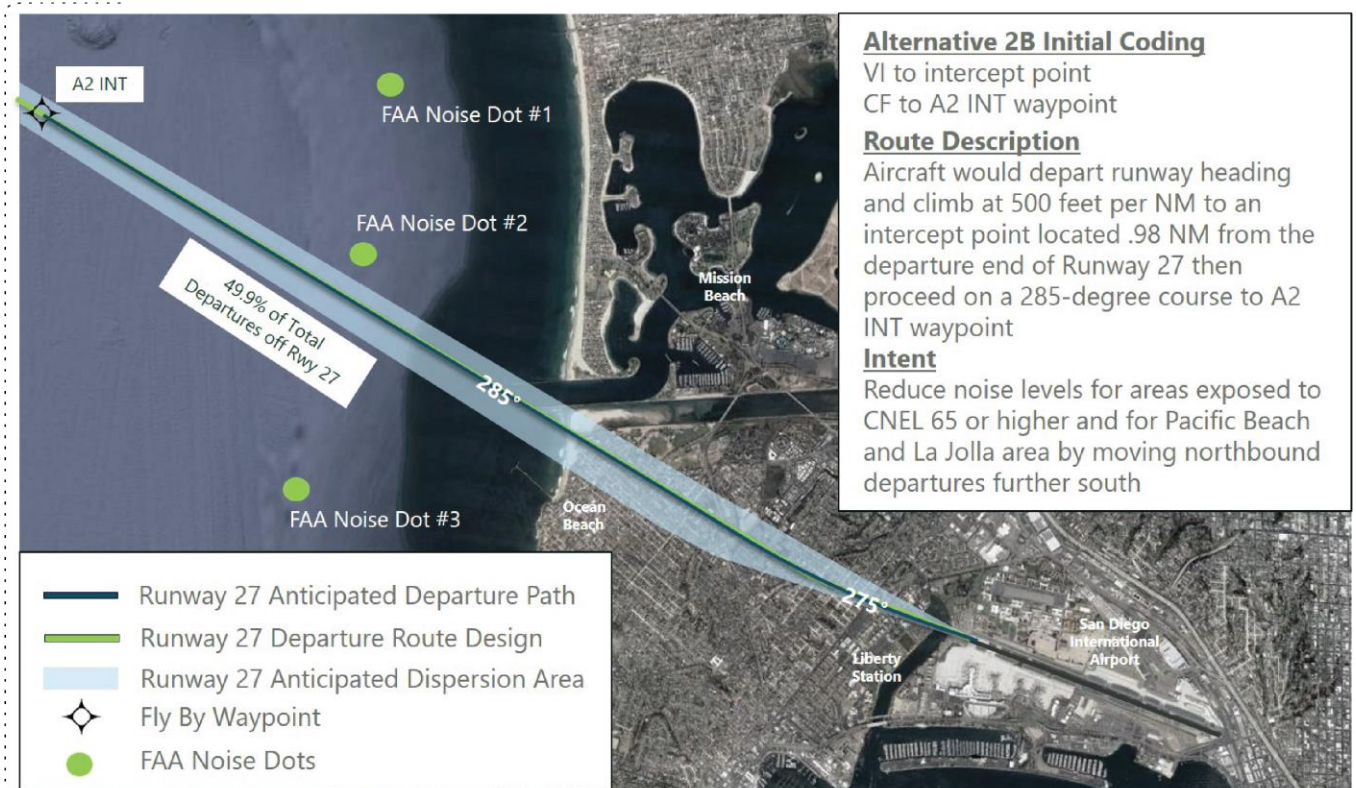 A2 INT
FAA Noise Dot #1
FAA Noise Dot #2
49.9% of Total
Departures off Rwy 27
285°
Mission
Beach
FAA Noise Dot #3
Ocean
Beach
275°
Liberty
Station
San Diego
International
Airport
Alternative 2B Initial Coding
VI to intercept point
CF to A2 INT waypoint
Route Description
Aircraft would depart runway heading
and climb at 500 feet per NM to an
intercept point located .98 NM from the
departure end of Runway 27 then
proceed on a 285-degree course to A2
INT waypoint
Intent
Reduce noise levels for areas exposed to
CNEL 65 or higher and for Pacific Beach
and La Jolla area by moving northbound
departures further south
Runway 27 Anticipated Departure Path
Runway 27 Departure Route Design
Runway 27 Anticipated Dispersion Area
Fly By Waypoint
FAA Noise Dots